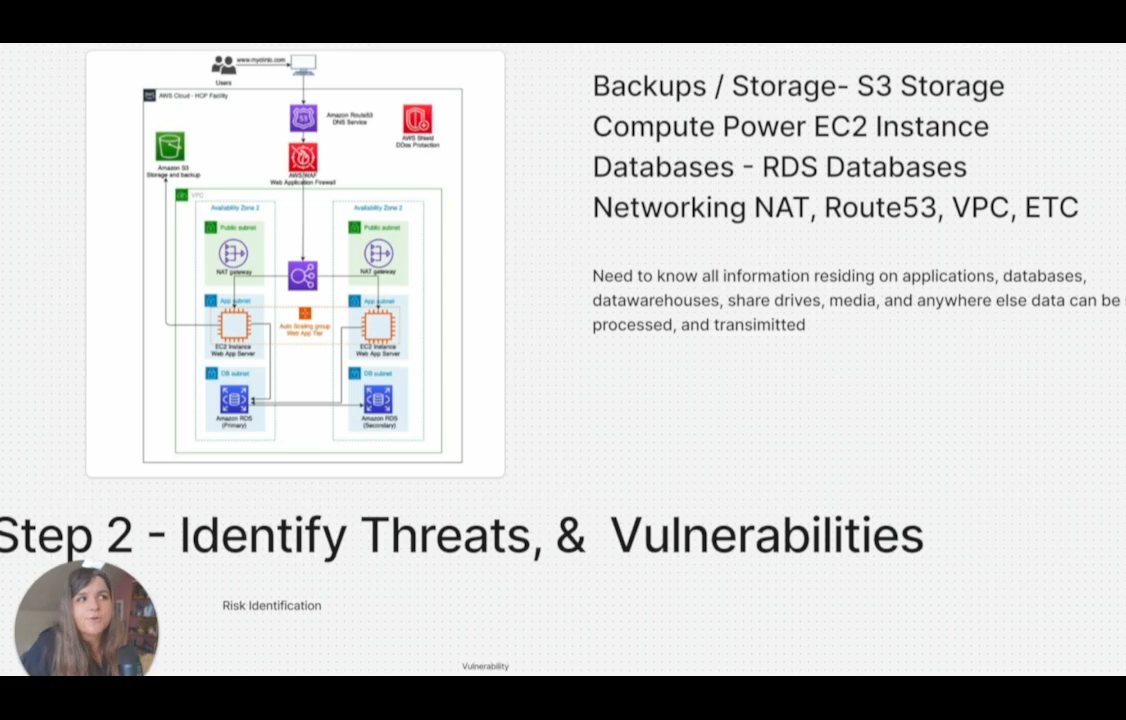 www.myclinic.com
Users
AWS Cloud - HCP Facility
Amazon Route53
DNS Service
AWS Shield
DDos Protection
Amazon S3
Storage and backup
AWS WAF
Web Application Firewall
VPC
Availability Zone 2
Availability Zone 2
Public subnet
Public subnet
NAT gateway
NAT gateway
App subnet
App subnet
Auto Scaling group
Web App Tier
EC2 Instance
Web App Server
EC2 Instance
Web App Server
DB subnet
DB subnet
Amazon RDS
(Primary)
Amazon RDS
(Secondary)
Backups / Storage- S3 Storage
Compute Power EC2 Instance
Databases - RDS Databases
Networking NAT, Route53, VPC, ETC
Need to know all information residing on applications, databases,
datawarehouses, share drives, media, and anywhere else data can be
processed, and transimitted
Step 2 - Identify Threats, & Vulnerabilities
Risk Identification
Vulnerability